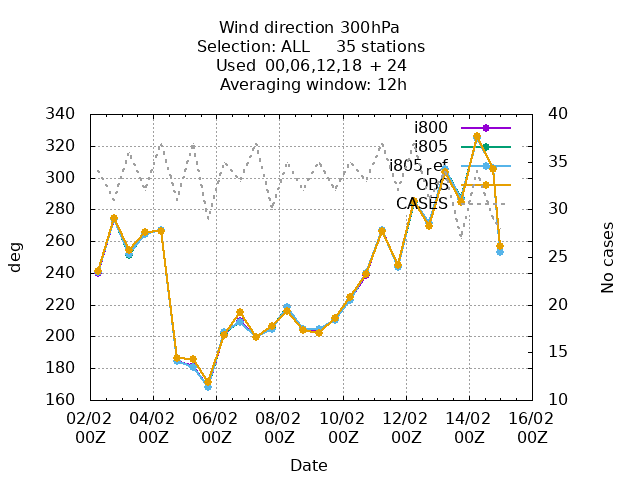 Wind direction 300hPa
Selection: ALL 35 stations
Used 00,06,12,18 + 24
Averaging window: 12h
340
320
300
280
260
240
220
200
180
160
deg
40
35
30
25
20
15
10
No cases
i800
i805
i805_ref
OBS
CASES
02/02 04/02 06/02 08/02 10/02 12/02 14/02 16/02
00Z 00Z 00Z 00Z 00Z 00Z 00Z 00Z
Date